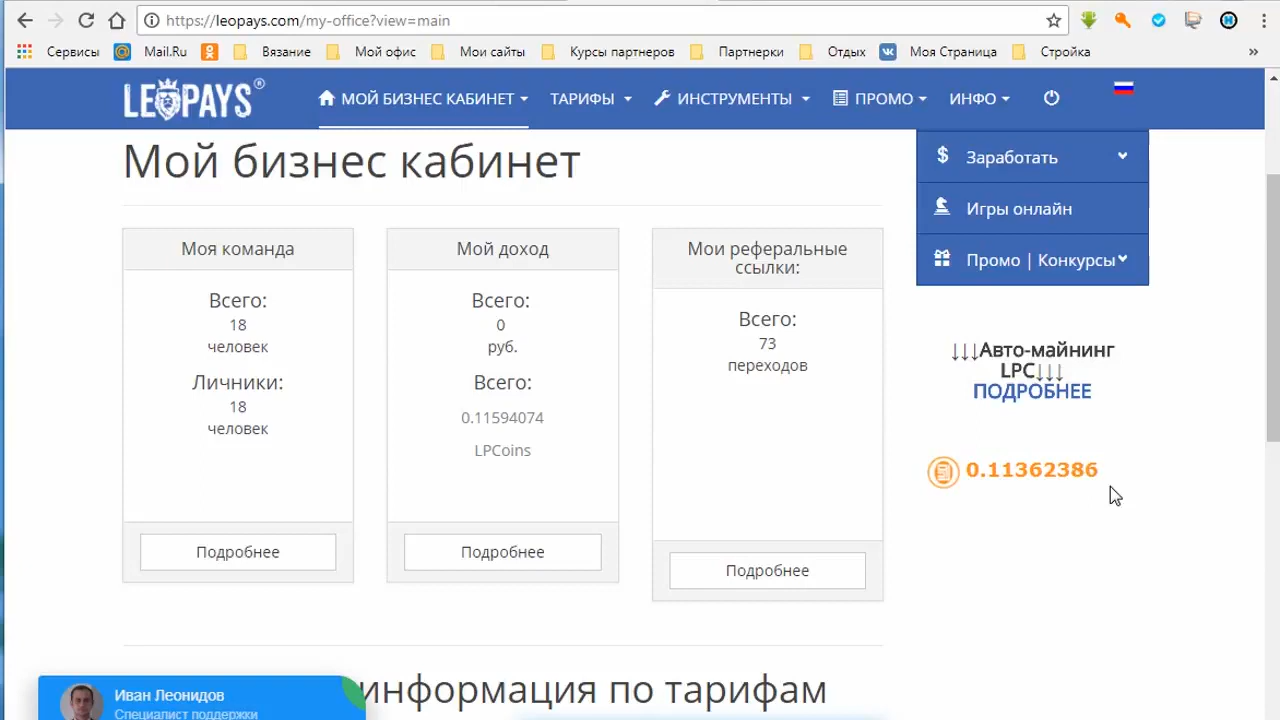 https://leopays.com/my-office?view=main
Сервисы Mail.Ru Вязание Мой офис Мои сайты Курсы партнеров Партнерки Отдых Моя Страница Стройка »
LEOPAYS® МОЙ БИЗНЕС КАБИНЕТ ТАРИФЫ ИНСТРУМЕНТЫ ПРОМО ИНФО
Мой бизнес кабинет
Моя команда
Всего:
18
человек
Личники:
18
человек
Подробнее
Мой доход
Всего:
0
руб.
Всего:
0.11594074
LPCoins
Подробнее
Мои реферальные
ссылки:
Всего:
73
переходов
Подробнее
$ Заработать
Игры онлайн
Промо | Конкурсы
↓↓↓Авто-майнинг
LPC↓↓↓
ПОДРОБНЕЕ
0.11362386
информация по тарифам
Иван Леонидов
Специалист поддержки